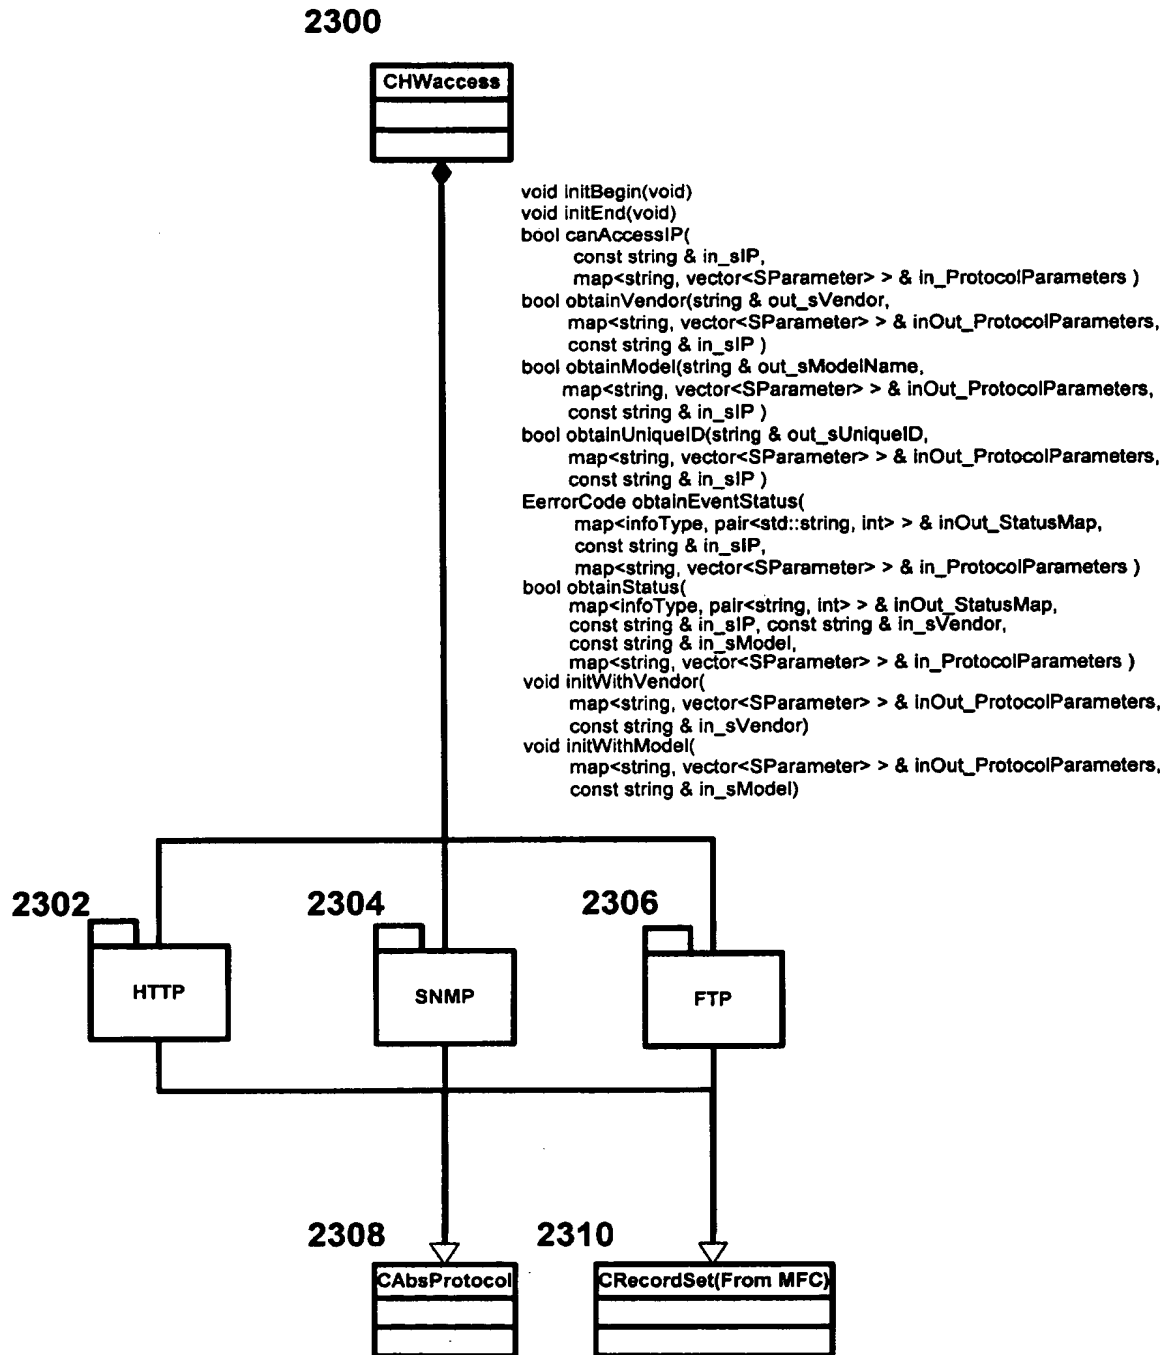 2300
CHWaccess
void initBegin(void)
void initEnd(void)
bool canAccessIP(
const string & in_sIP,
map<string, vector<SParameter> > & in_ProtocolParameters )
bool obtainVendor(string & out_sVendor,
map<string, vector<SParameter> > & inOut_ProtocolParameters,
const string & in_sIP )
bool obtainModel(string & out_sModelName,
map<string, vector<SParameter> > & inOut_ProtocolParameters,
const string & in_sIP )
bool obtainUniqueID(string & out_sUniqueID,
map<string, vector<SParameter> > & inOut_ProtocolParameters,
const string & in_sIP )
EerrorCode obtainEventStatus(
map<infoType, pair<std::string, int> > & inOut_StatusMap,
const string & in_sIP,
map<string, vector<SParameter> > & in_ProtocolParameters )
bool obtainStatus(
map<infoType, pair<string, int> > & inOut_StatusMap,
const string & in_sIP, const string & in_sVendor,
const string & in_sModel,
map<string, vector<SParameter> > & in_ProtocolParameters )
void initWithVendor(
map<string, vector<SParameter> > & inOut_ProtocolParameters,
const string & in_sVendor)
void initWithModel(
map<string, vector<SParameter> > & inOut_ProtocolParameters,
const string & in_sModel)
2302
2304
2306
HTTP
SNMP
FTP
2308
2310
CAbsProtocol
CRecordSet(From MFC)